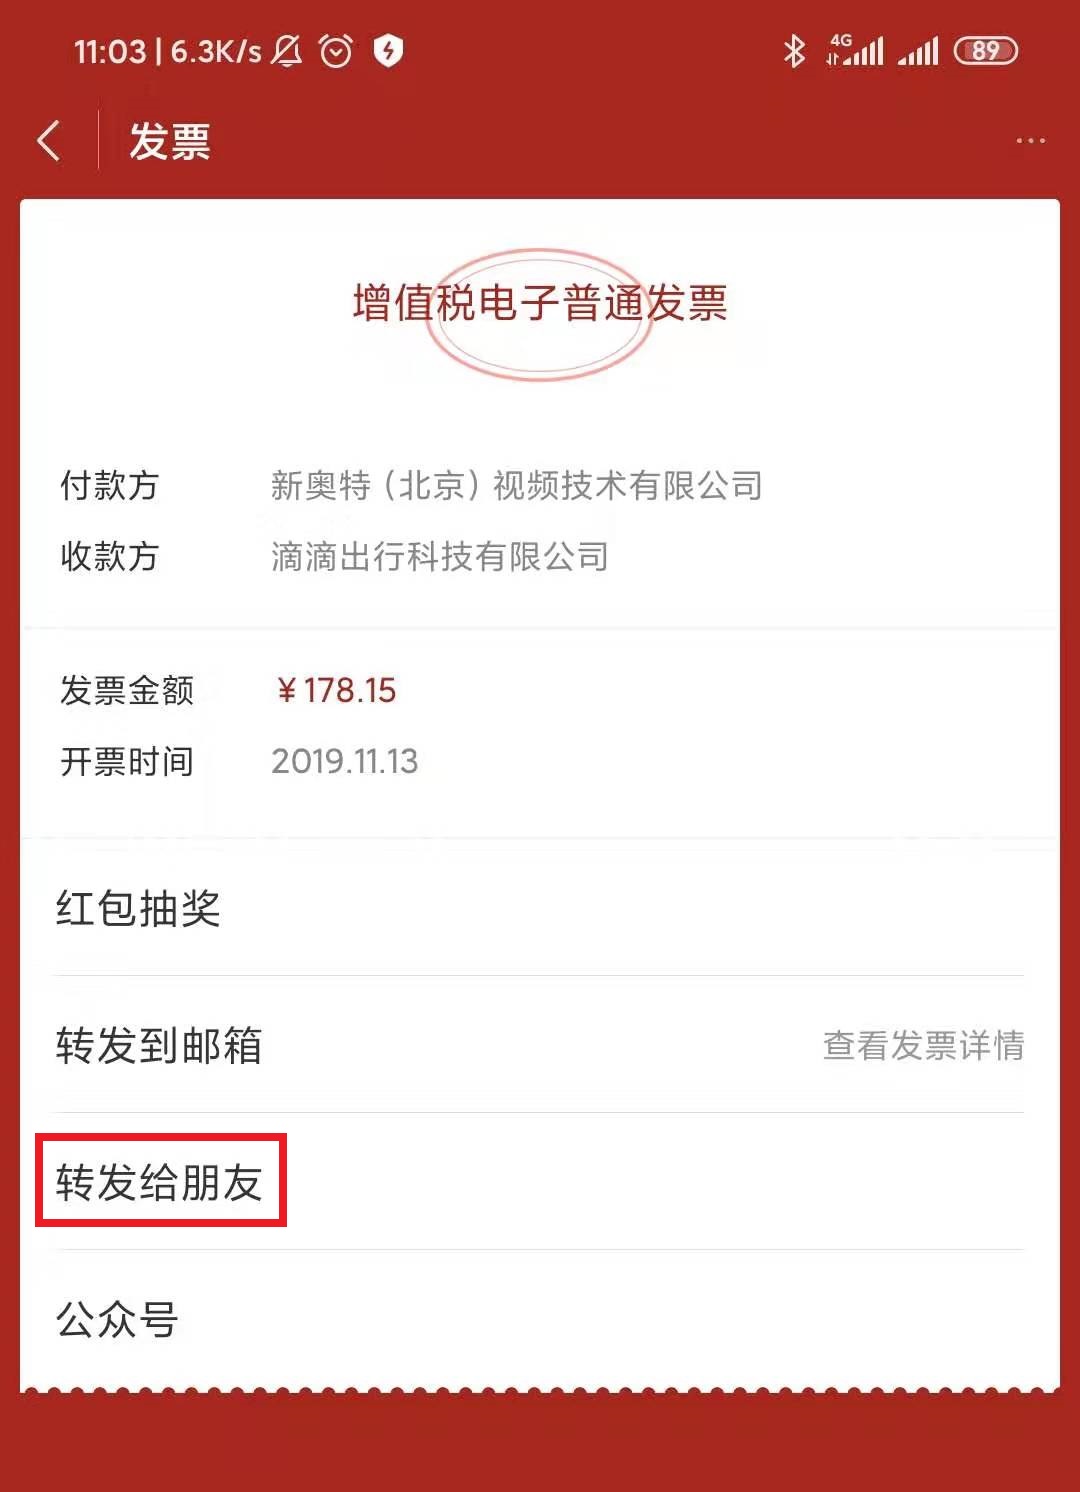 11:03 | 6.3K/s
4G
89
发票
增值税电子普通发票
付款方 新奥特（北京）视频技术有限公司
收款方 滴滴出行科技有限公司
发票金额 ￥178.15
开票时间 2019.11.13
红包抽奖
转发到邮箱 查看发票详情
转发给朋友
公众号